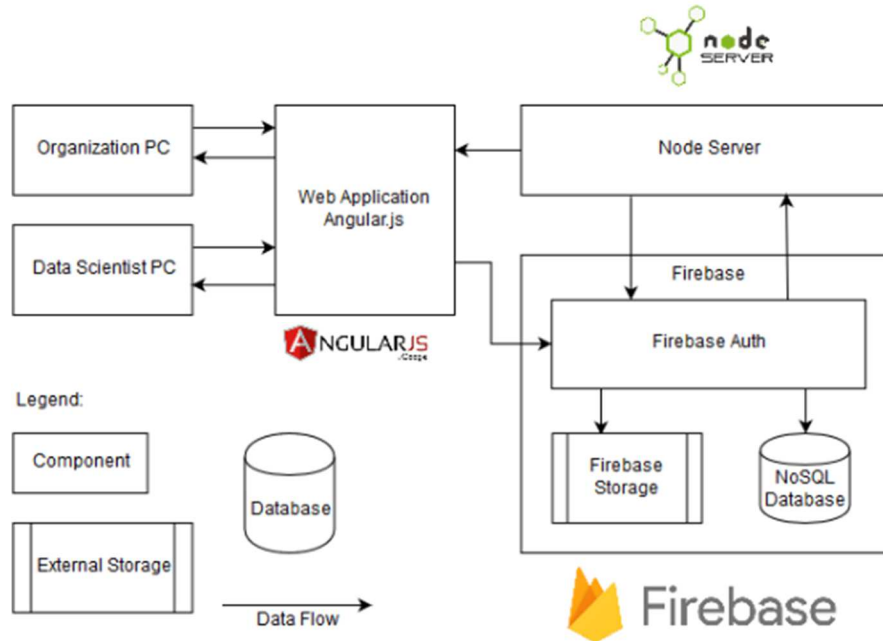 node
SERVER
Organization PC
Web Application
Angular.js
Node Server
Data Scientist PC
Firebase
Firebase Auth
ANGULARJS
Legend:
Component
Database
Firebase
Storage
NoSQL
Database
External Storage
Data Flow
Firebase